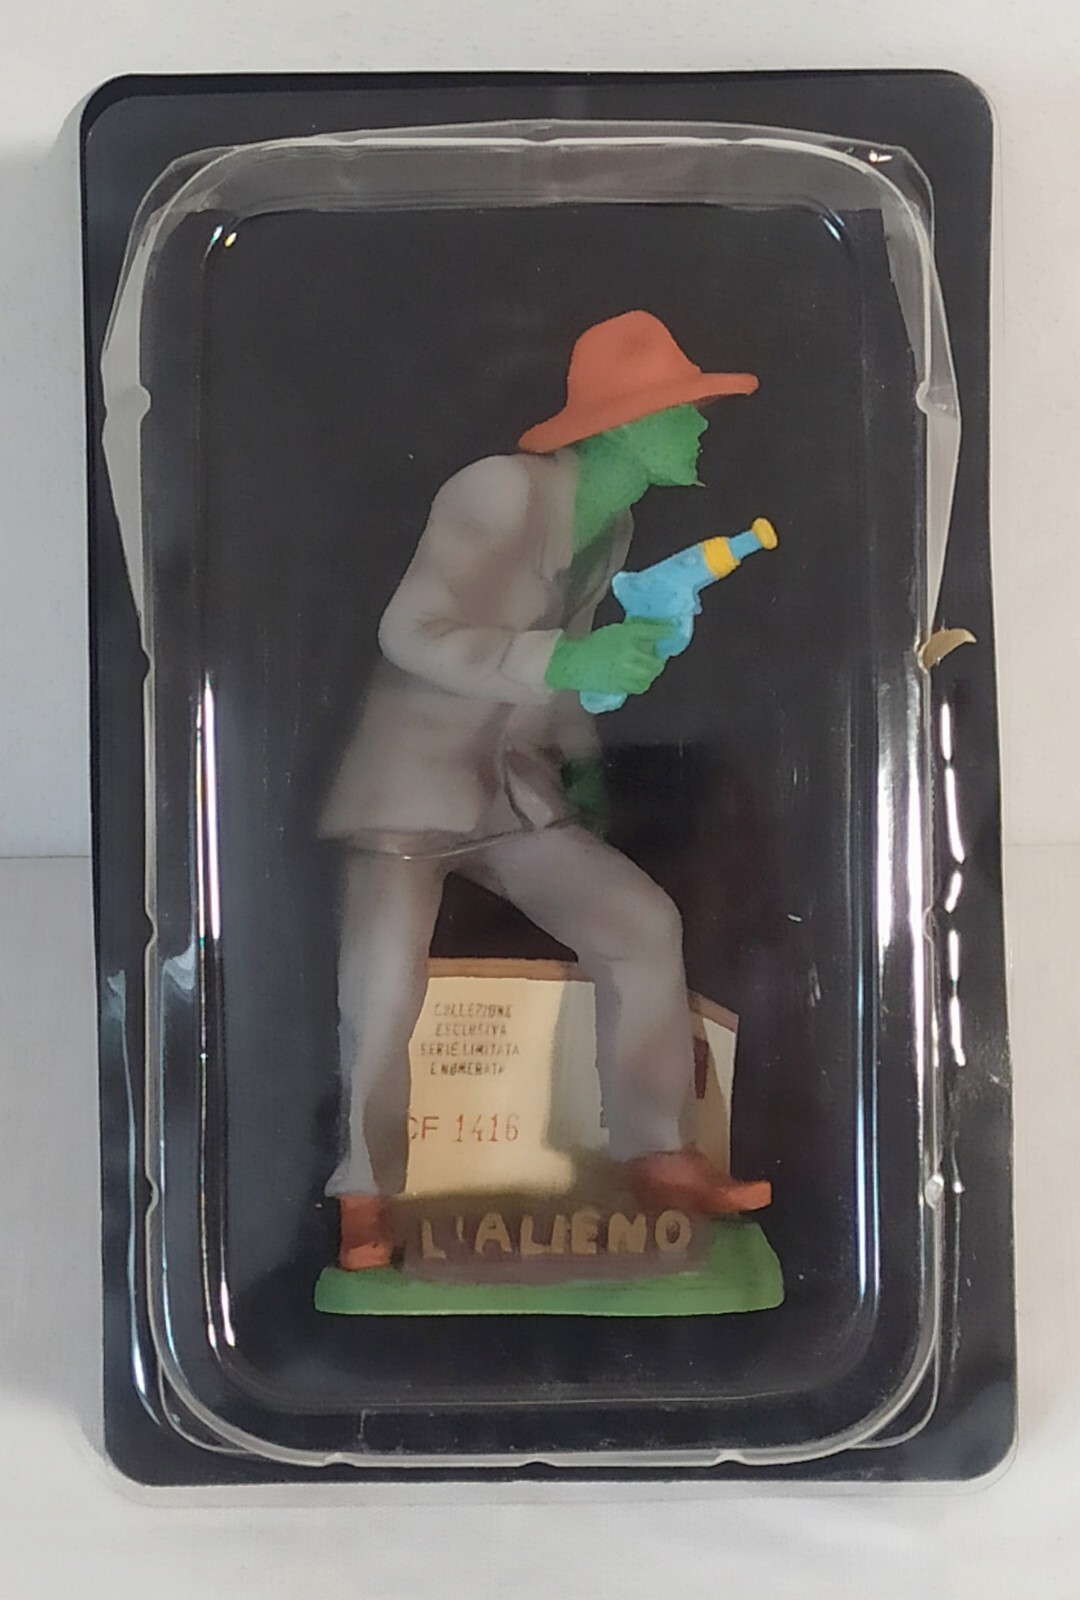 COLLEZIONE
ESCLUSIVA
SERIE LIMITATA
E NUMERATA
CF 1416
L'ALIENO